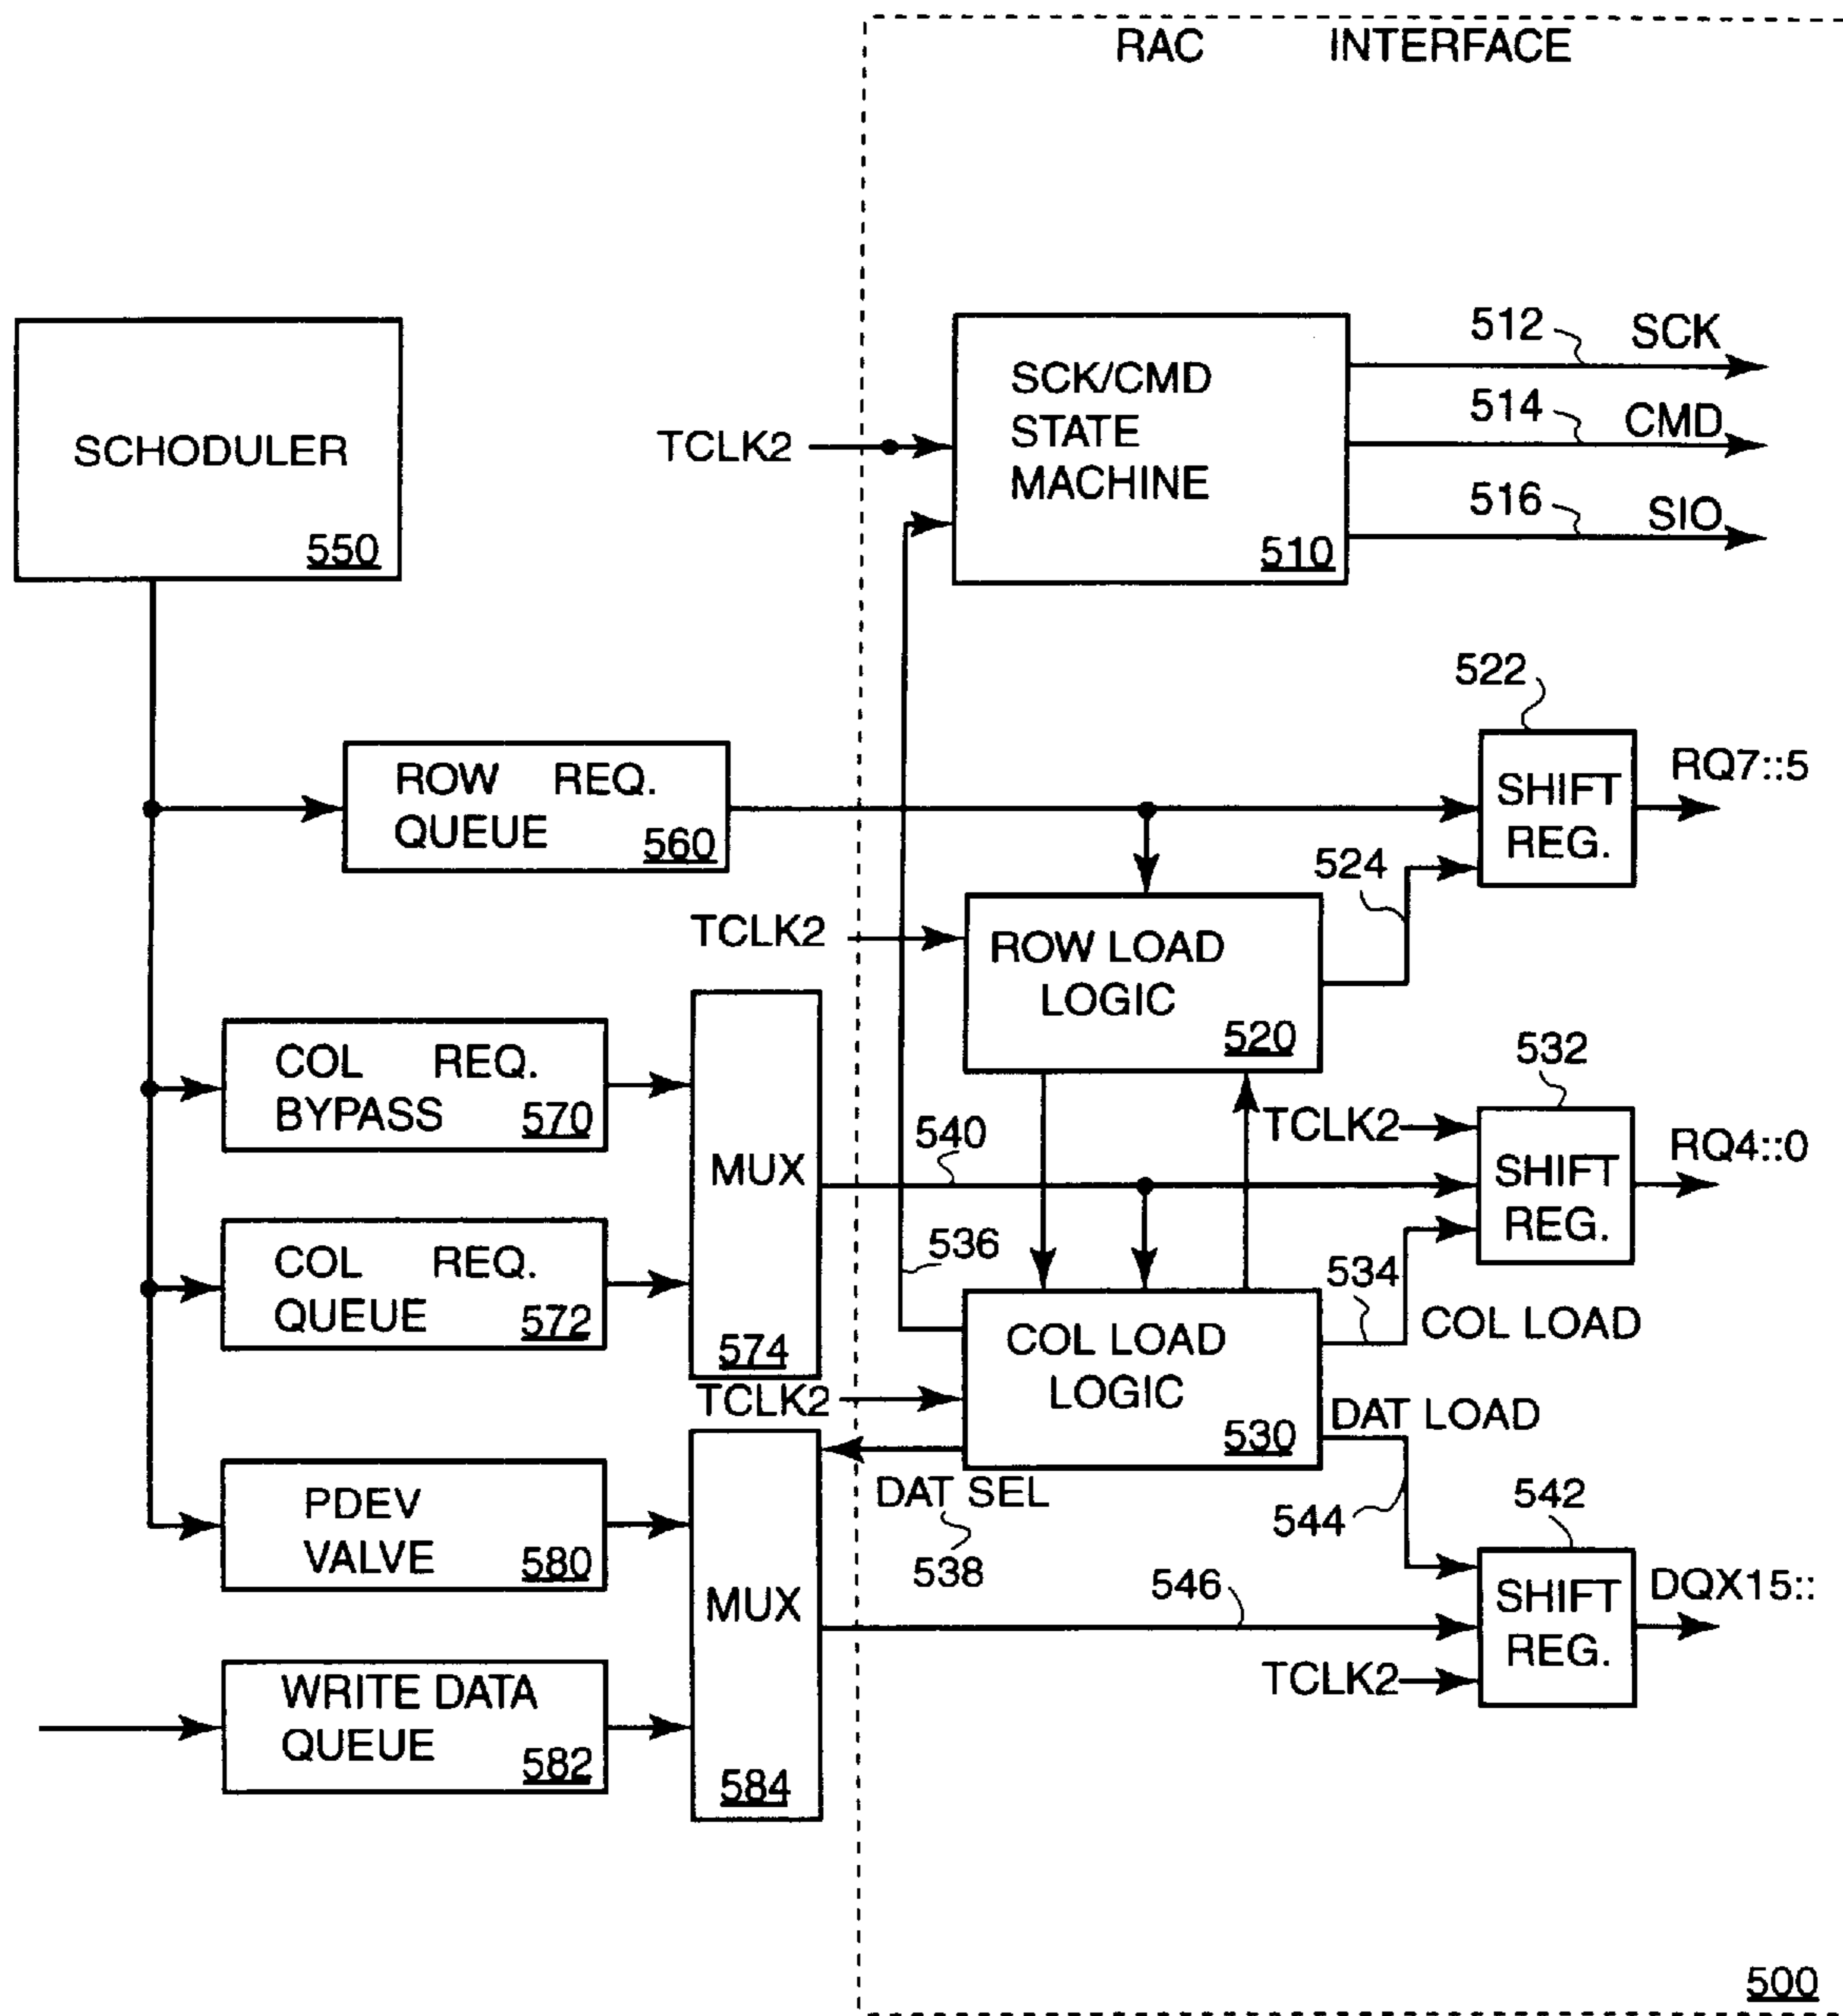 RAC INTERFACE
512 SCK
SCHODULER
550
TCLK2
SCK/CMD
STATE
MACHINE
510
514 CMD
516 SIO
522
ROW REQ.
QUEUE 560
SHIFT
REG.
RQ7::5
524
TCLK2
ROW LOAD
LOGIC
520
COL REQ.
BYPASS 570
MUX
574
540
532
TCLK2
SHIFT
REG.
RQ4::0
COL REQ.
QUEUE 572
536
534
COL LOAD
COL LOAD
LOGIC
530
TCLK2
DAT LOAD
DAT SEL
538
544
542
PDEV
VALVE 580
MUX
584
546
SHIFT
REG.
DQX15::
TCLK2
WRITE DATA
QUEUE 582
500